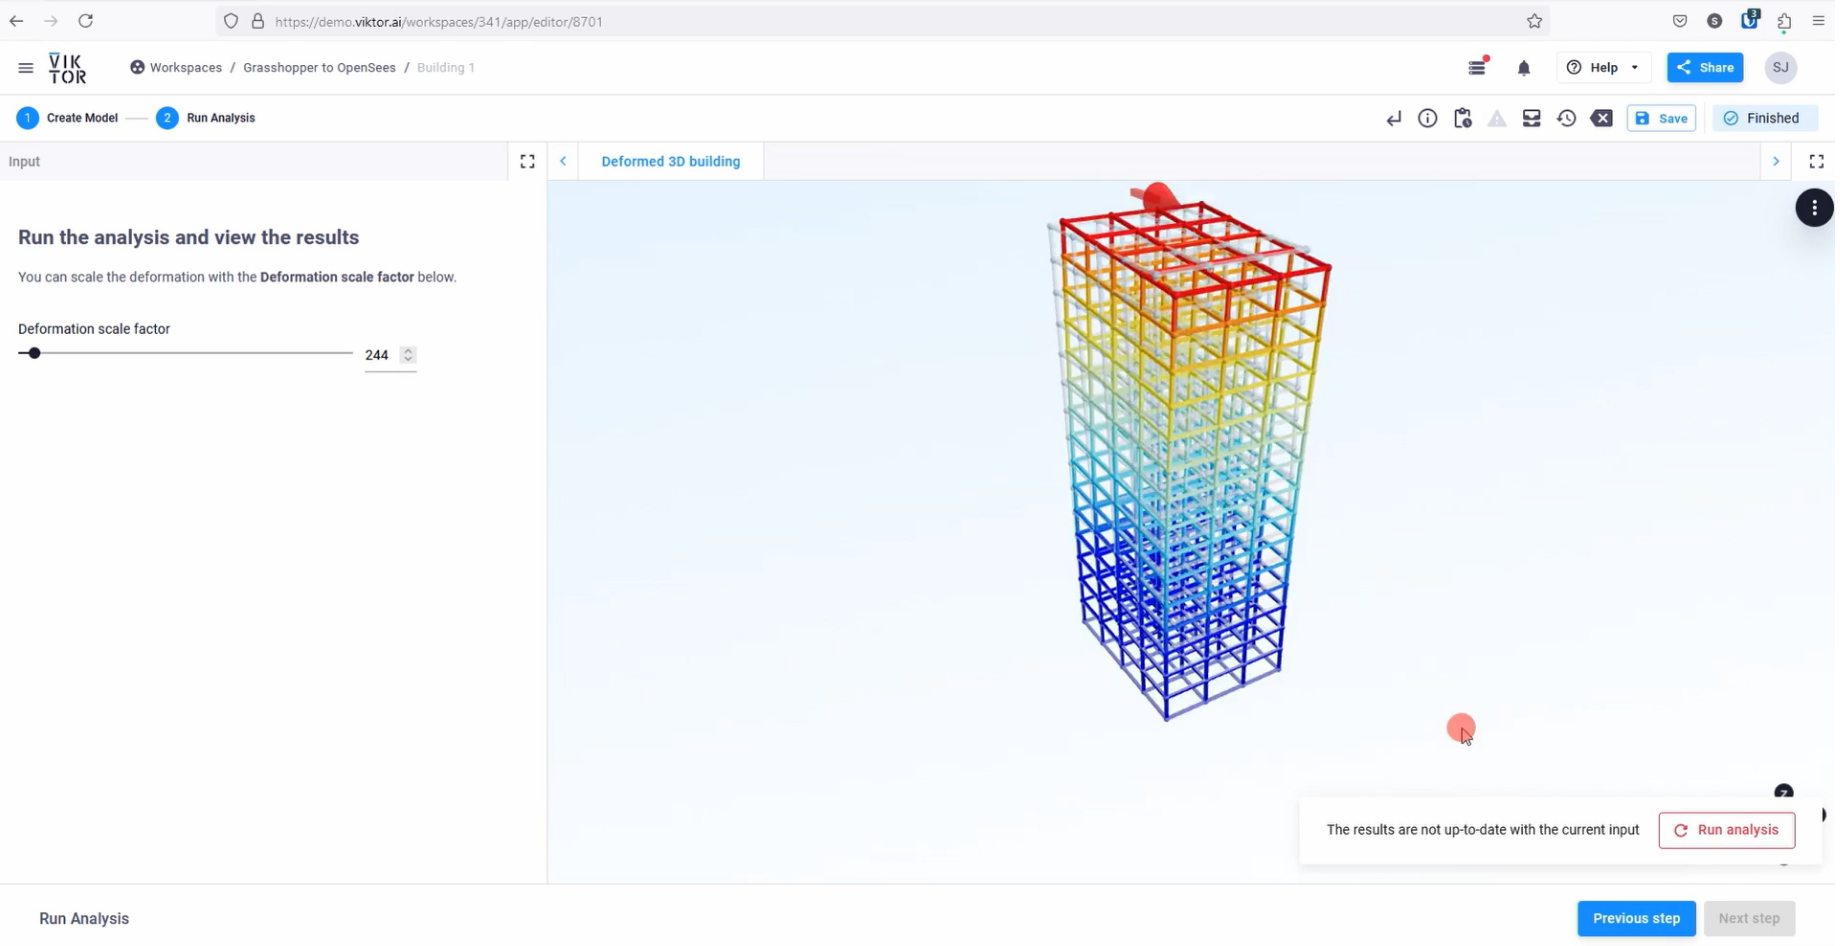 https://demo.viktor.ai/workspaces/341/app/editor/8701
S
3
VIK
TOR
Workspaces / Grasshopper to OpenSees / Building 1
Help
Share
SJ
1 Create Model
2 Run Analysis
Save
Finished
Input
Deformed 3D building
Run the analysis and view the results
You can scale the deformation with the Deformation scale factor below.
Deformation scale factor
244
Z
The results are not up-to-date with the current input
Run analysis
Run Analysis
Previous step
Next step